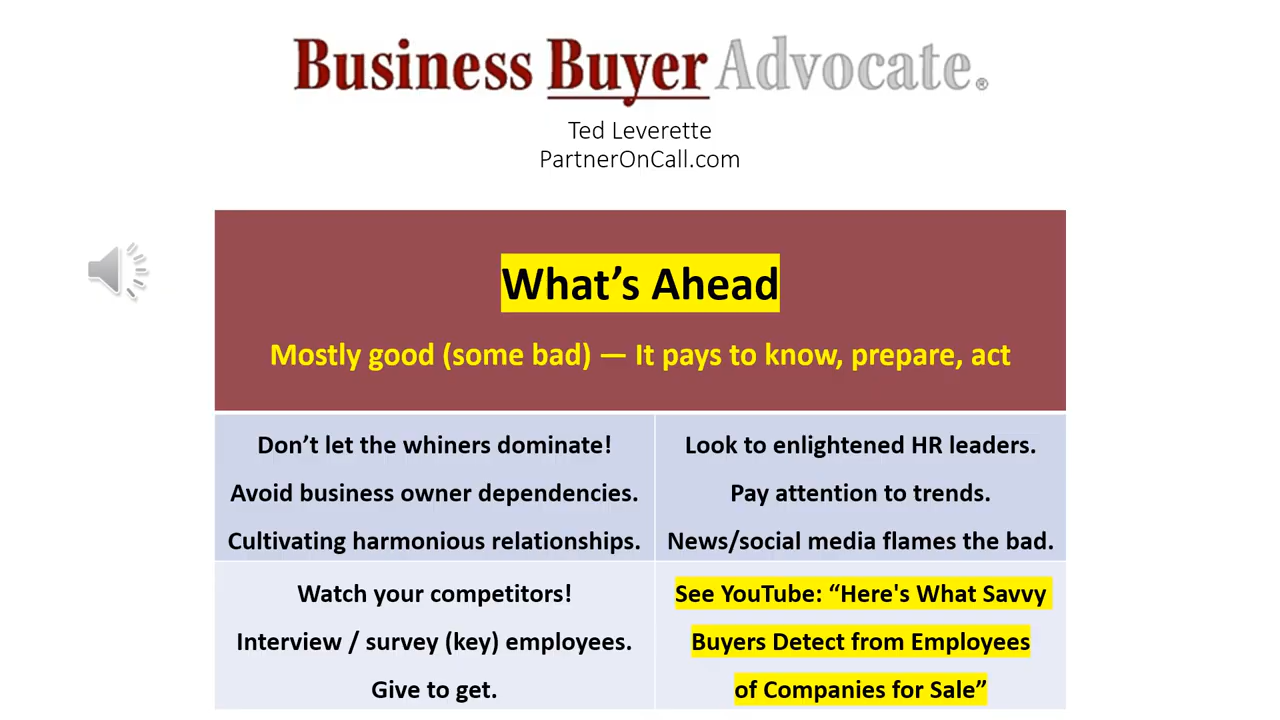 Business Buyer Advocate®
Ted Leverette
PartnerOnCall.com
What's Ahead
Mostly good (some bad) — It pays to know, prepare, act
Don't let the whiners dominate!
Avoid business owner dependencies.
Cultivating harmonious relationships.
Look to enlightened HR leaders.
Pay attention to trends.
News/social media flames the bad.
Watch your competitors!
Interview / survey (key) employees.
Give to get.
See YouTube: “Here's What Savvy
Buyers Detect from Employees
of Companies for Sale”